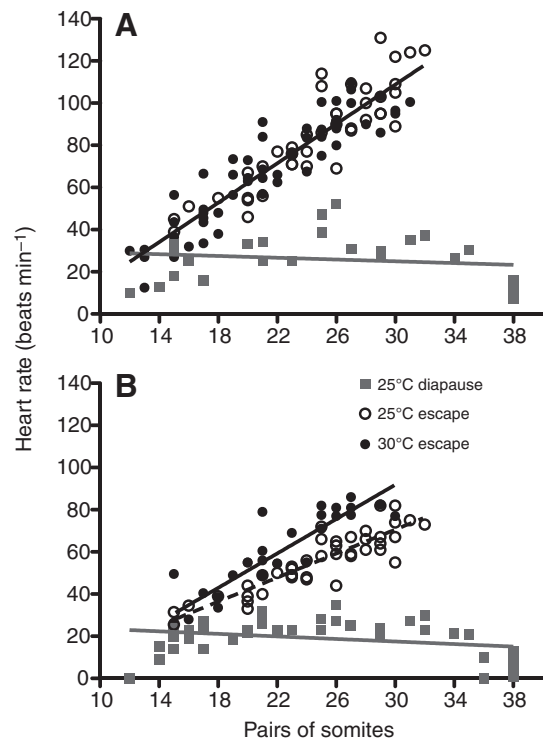 A
140
120
100
80
60
40
20
0
10 14 18 22 26 30 34 38
Heart rate (beats min–1)
B
140
120
100
80
60
40
20
0
25°C diapause
25°C escape
30°C escape
10 14 18 22 26 30 34 38
Pairs of somites